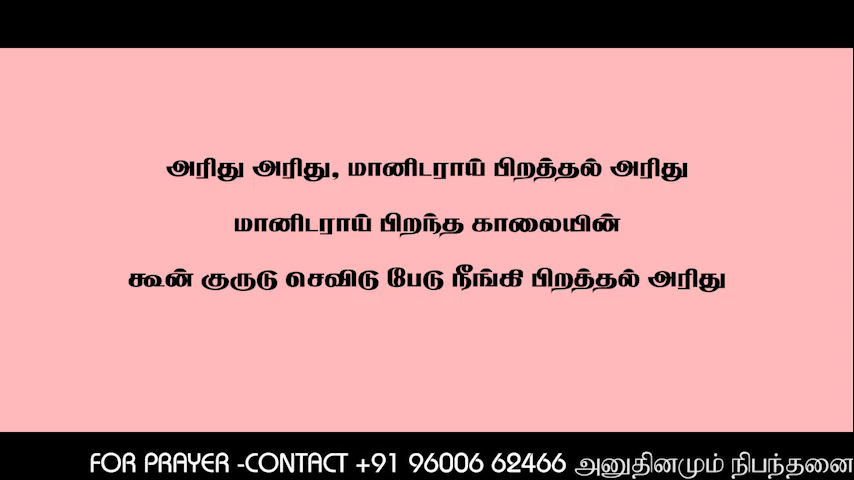 அரிது அரிது, மானிடராய் பிறத்தல் அரிது
மானிடராய் பிறந்த காலையின்
கூன் குருடு செவிடு பேடு நீங்கி பிறத்தல் அரிது
FOR PRAYER -CONTACT +91 96006 62466 அனுதினமும் நிபந்தனை